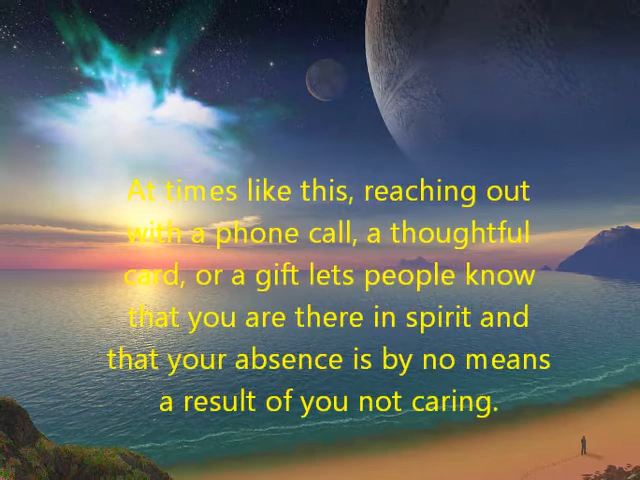 At times like this, reaching out
with a phone call, a thoughtful
card, or a gift lets people know
that you are there in spirit and
that your absence is by no means
a result of you not caring.